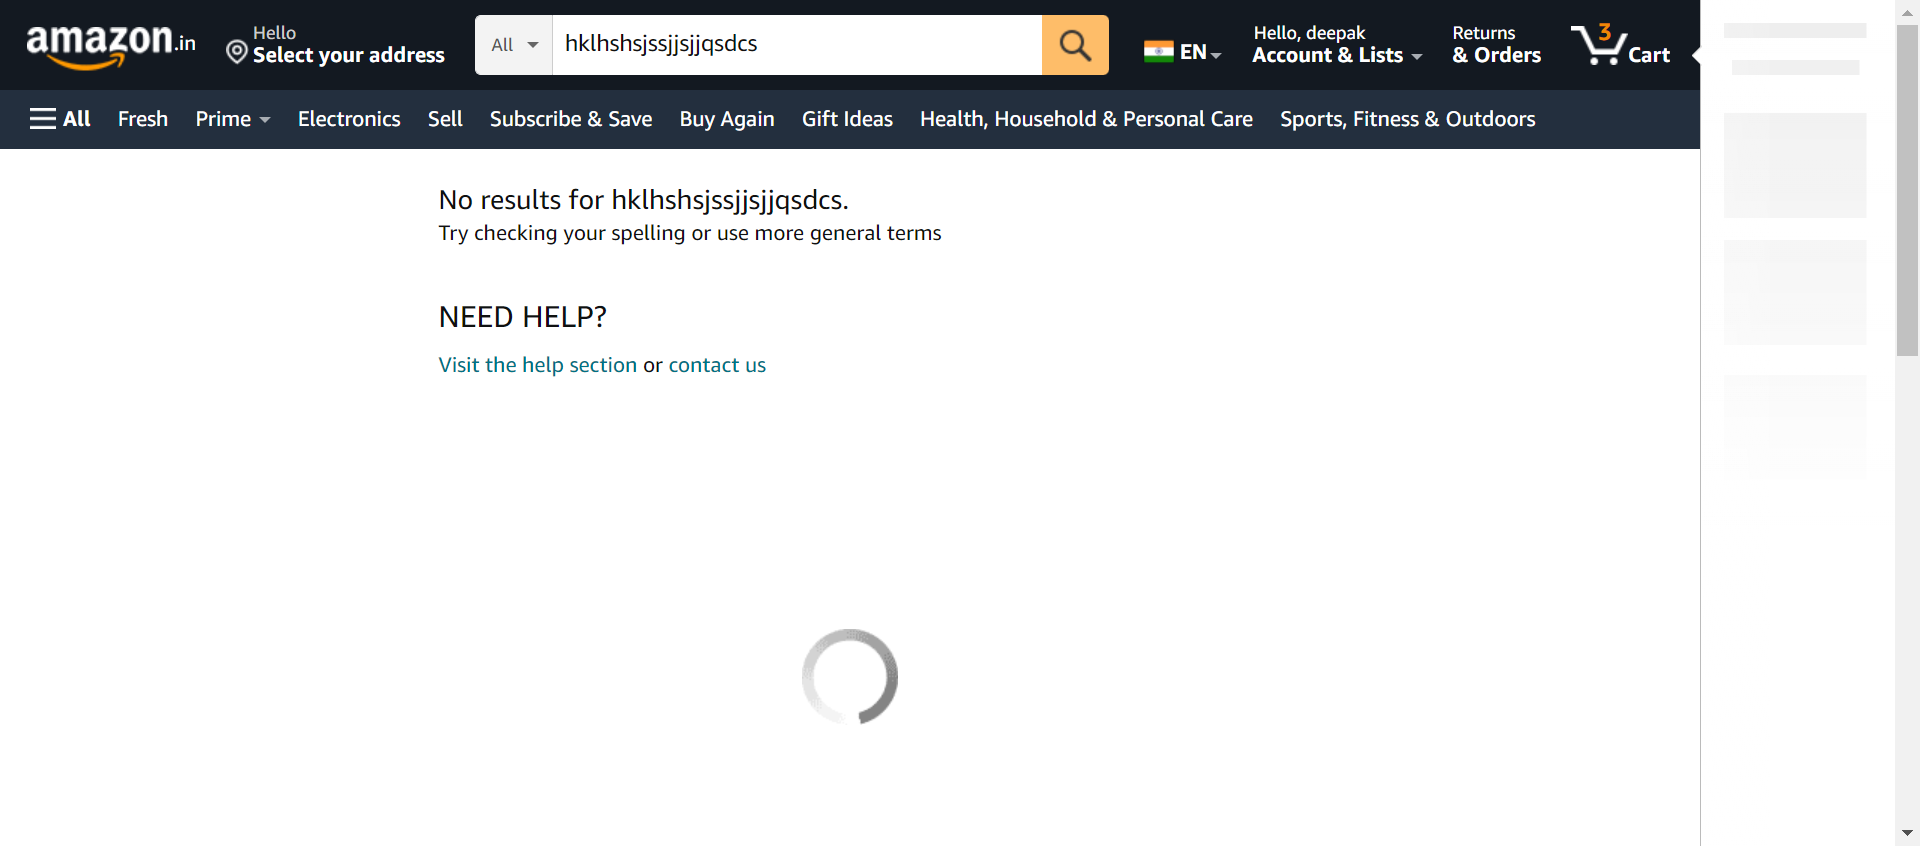 amazon.in
Hello
Select your address
All
hklhshsjssjjsjjqsdcs
EN
Hello, deepak
Account & Lists
Returns
& Orders
3
Cart
All Fresh Prime Electronics Sell Subscribe & Save Buy Again Gift Ideas Health, Household & Personal Care Sports, Fitness & Outdoors
No results for hklhshsjssjjsjjqsdcs.
Try checking your spelling or use more general terms
NEED HELP?
Visit the help section or contact us